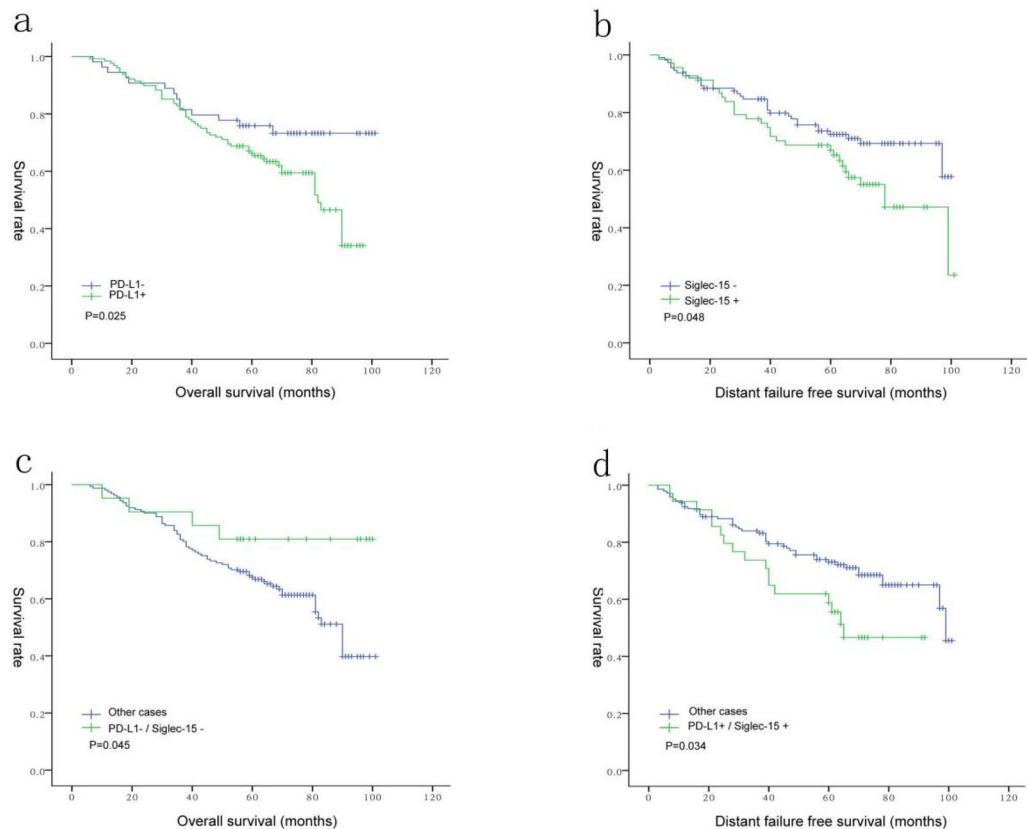 a
1.0
0.8
0.6
0.4
0.2
0.0
Survival rate
PD-L1-
PD-L1+
P=0.025
0 20 40 60 80 100 120
Overall survival (months)
b
1.0
0.8
0.6
0.4
0.2
0.0
Survival rate
Siglec-15 -
Siglec-15 +
P=0.048
0 20 40 60 80 100 120
Distant failure free survival (months)
c
1.0
0.8
0.6
0.4
0.2
0.0
Survival rate
Other cases
PD-L1- / Siglec-15 -
P=0.045
0 20 40 60 80 100 120
Overall survival (months)
d
1.0
0.8
0.6
0.4
0.2
0.0
Survival rate
Other cases
PD-L1+ / Siglec-15 +
P=0.034
0 20 40 60 80 100 120
Distant failure free survival (months)